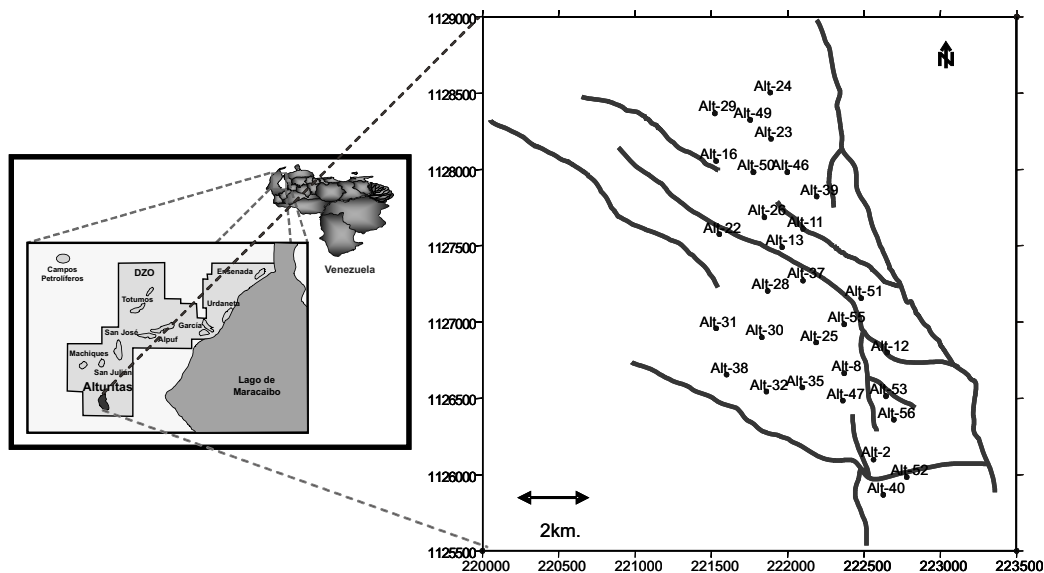 Campos
Petrolíferos
DZO
Totumos
Ensenada
Urdaneta
García
San José
Alpuf
Machiques
San Julián
Alturitas
Lago de
Maracaibo
Venezuela
1129000
1128500
1128000
1127500
1127000
1126500
1126000
1125500
220000
220500
221000
221500
222000
222500
223000
223500
N
Alt-24
Alt-29
Alt-49
Alt-23
Alt-16
Alt-50
Alt-46
Alt-39
Alt-26
Alt-11
Alt-22
Alt-13
Alt-37
Alt-28
Alt-51
Alt-55
Alt-31
Alt-30
Alt-25
Alt-12
Alt-38
Alt-8
Alt-32
Alt-35
Alt-47
Alt-53
Alt-56
Alt-2
Alt-52
Alt-40
2km.